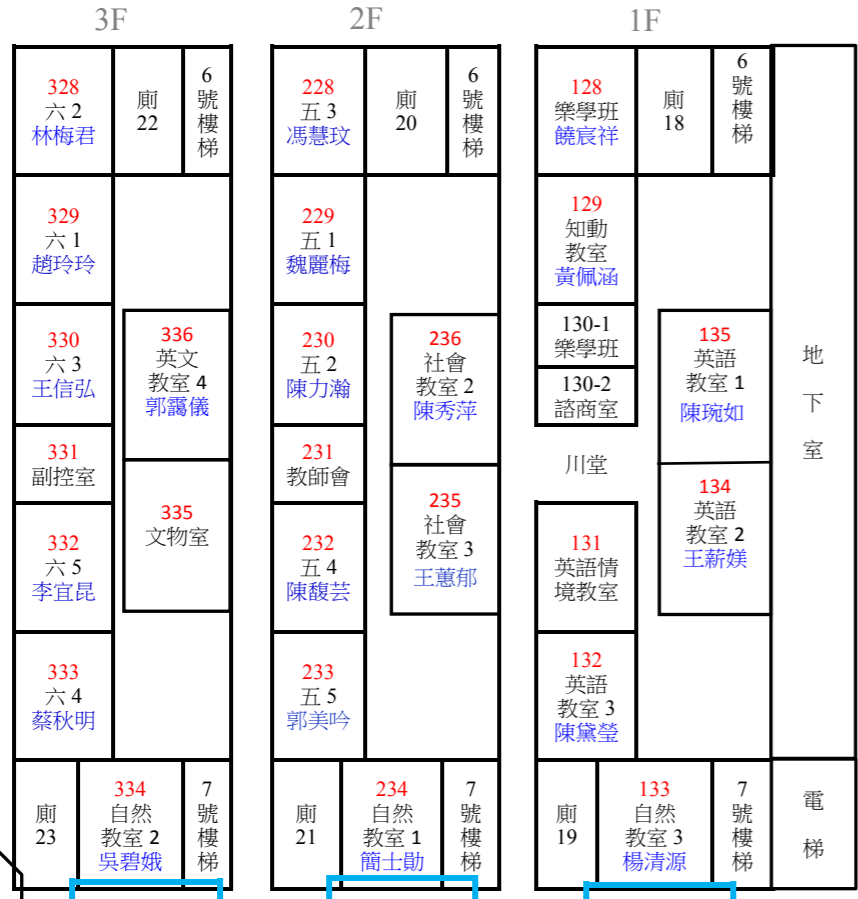 3F
328
六 2
林梅君
廁
22
6
號
樓
梯
329
六 1
趙玲玲
330
六 3
王信弘
336
英文
教室 4
郭靄儀
331
副控室
335
文物室
332
六 5
李宜昆
333
六 4
蔡秋明
廁
23
334
自然
教室 2
吳碧娥
7
號
樓
梯
2F
228
五 3
馮慧玟
廁
20
6
號
樓
梯
229
五 1
魏麗梅
230
五 2
陳力瀚
236
社會
教室 2
陳秀萍
231
教師會
235
社會
教室 3
王蕙郁
232
五 4
陳馥芸
233
五 5
郭美吟
廁
21
234
自然
教室 1
簡士勛
7
號
樓
梯
1F
128
樂學班
饒宸祥
廁
18
6
號
樓
梯
129
知動
教室
黃佩涵
130-1
樂學班
130-2
諮商室
135
英語
教室 1
陳琬如
川堂
134
英語
教室 2
王薪媄
131
英語情
境教室
132
英語
教室 3
陳黛瑩
廁
19
133
自然
教室 3
楊清源
7
號
樓
梯
地
下
室
電
梯